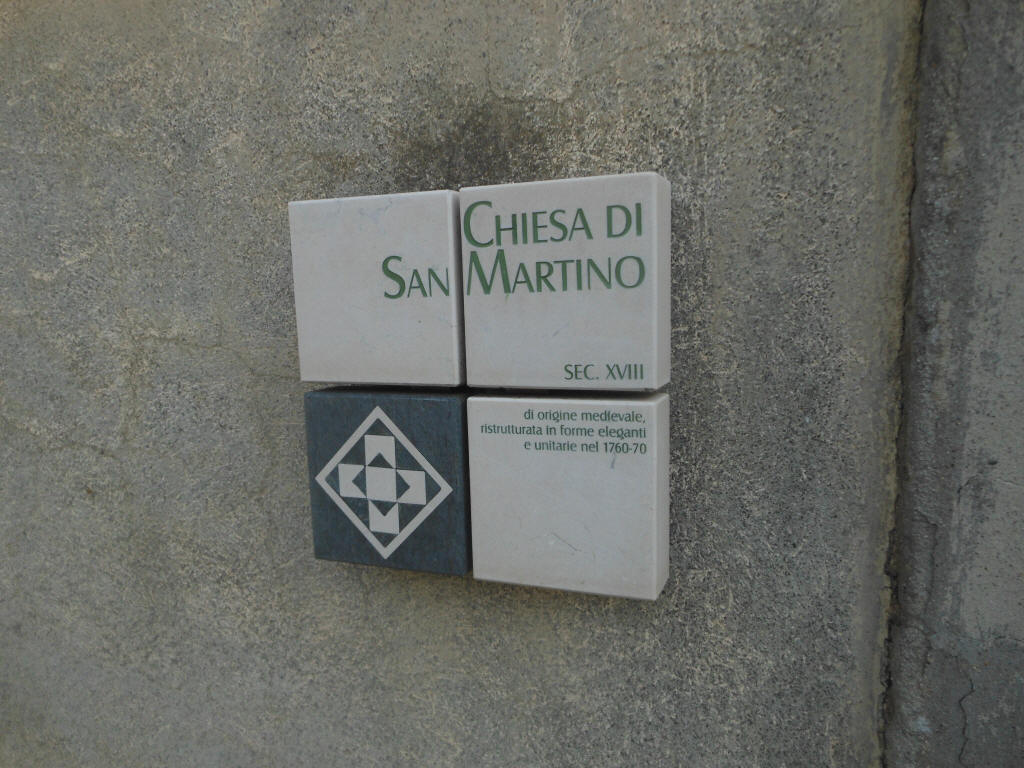 CHIESA DI
SAN MARTINO
SEC. XVIII
di origine medievale,
ristrutturata in forme eleganti
e unitarie nel 1760-70